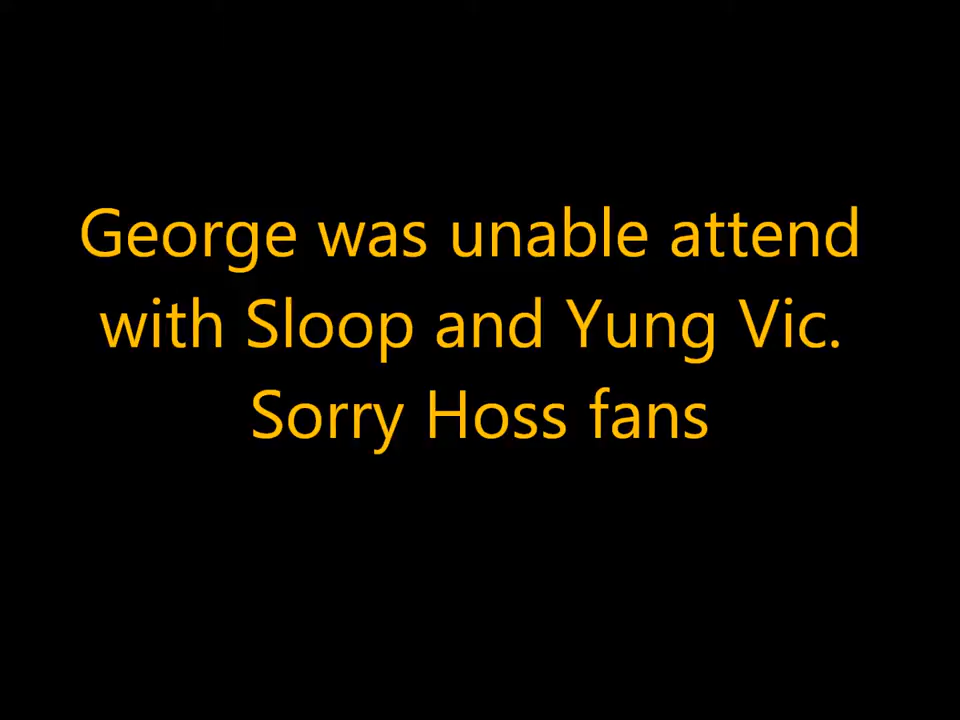 George was unable attend
with Sloop and Yung Vic.
Sorry Hoss fans